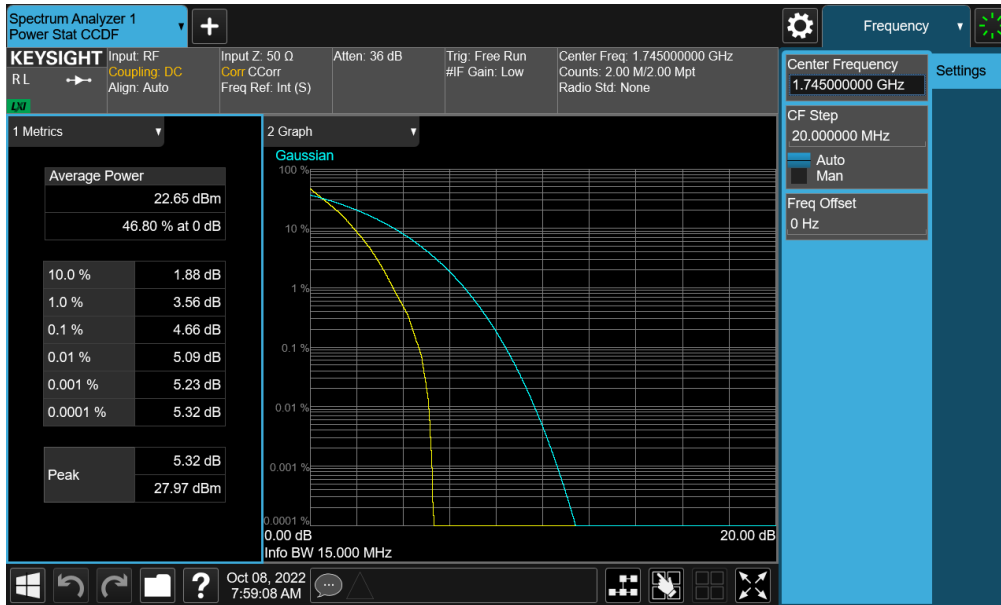 Spectrum Analyzer 1
Power Stat CCDF
Frequency
KEYSIGHT
R L
LXI
Input: RF
Coupling: DC
Align: Auto
Input Z: 50 Ω
Corr CCorr
Freq Ref: Int (S)
Atten: 36 dB
Trig: Free Run
#IF Gain: Low
Center Freq: 1.745000000 GHz
Counts: 2.00 M/2.00 Mpt
Radio Std: None
Center Frequency
1.745000000 GHz
Settings
CF Step
20.000000 MHz
Auto
Man
Freq Offset
0 Hz
1 Metrics
Average Power
22.65 dBm
46.80 % at 0 dB
10.0 % 1.88 dB
1.0 % 3.56 dB
0.1 % 4.66 dB
0.01 % 5.09 dB
0.001 % 5.23 dB
0.0001 % 5.32 dB
Peak
5.32 dB
27.97 dBm
2 Graph
Gaussian
100 %
10 %
1 %
0.1 %
0.01 %
0.001 %
0.0001 %
0.00 dB 20.00 dB
Info BW 15.000 MHz
?
Oct 08, 2022
7:59:08 AM